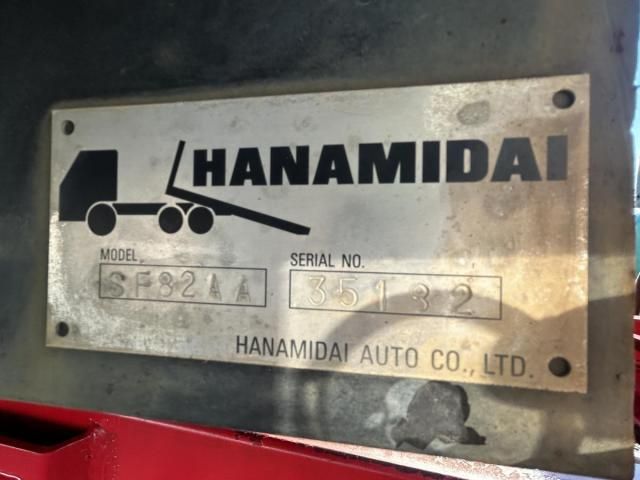 HANAMIDAI
MODEL
SF82AA
SERIAL NO.
35132
HANAMIDAI AUTO CO., LTD.